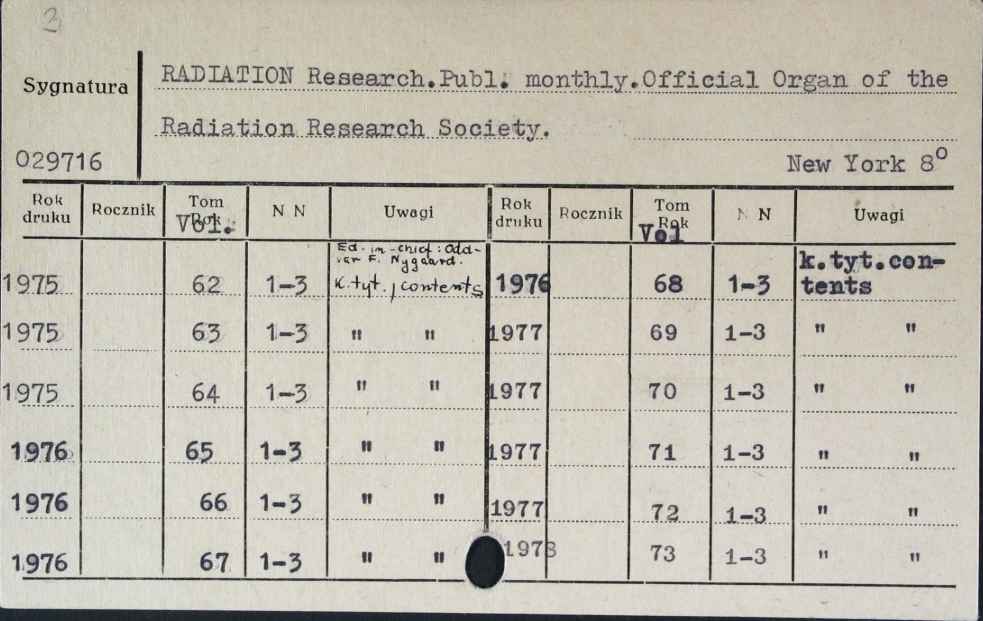 3
Sygnatura
RADIATION Research.Publ. monthly.Official Organ of the
Radiation Research Society.
029716
New York 8⁰
Rok druku Rocznik Tom Rok Vol. N N Uwagi Rok druku Rocznik Tom Rok Vol N N Uwagi
Ed. in-chief: Odd-
var F. Nygaard.
1975 62 1-3 K.tyt., contents 1976 68 1-3 k.tyt.con-
tents
1975 63 1-3 " " 1977 69 1-3 " "
1975 64 1-3 " " 1977 70 1-3 " "
1976 65 1-3 " " 1977 71 1-3 " "
1976 66 1-3 " " 1977 72 1-3 " "
1976 67 1-3 " " 1978 73 1-3 " "